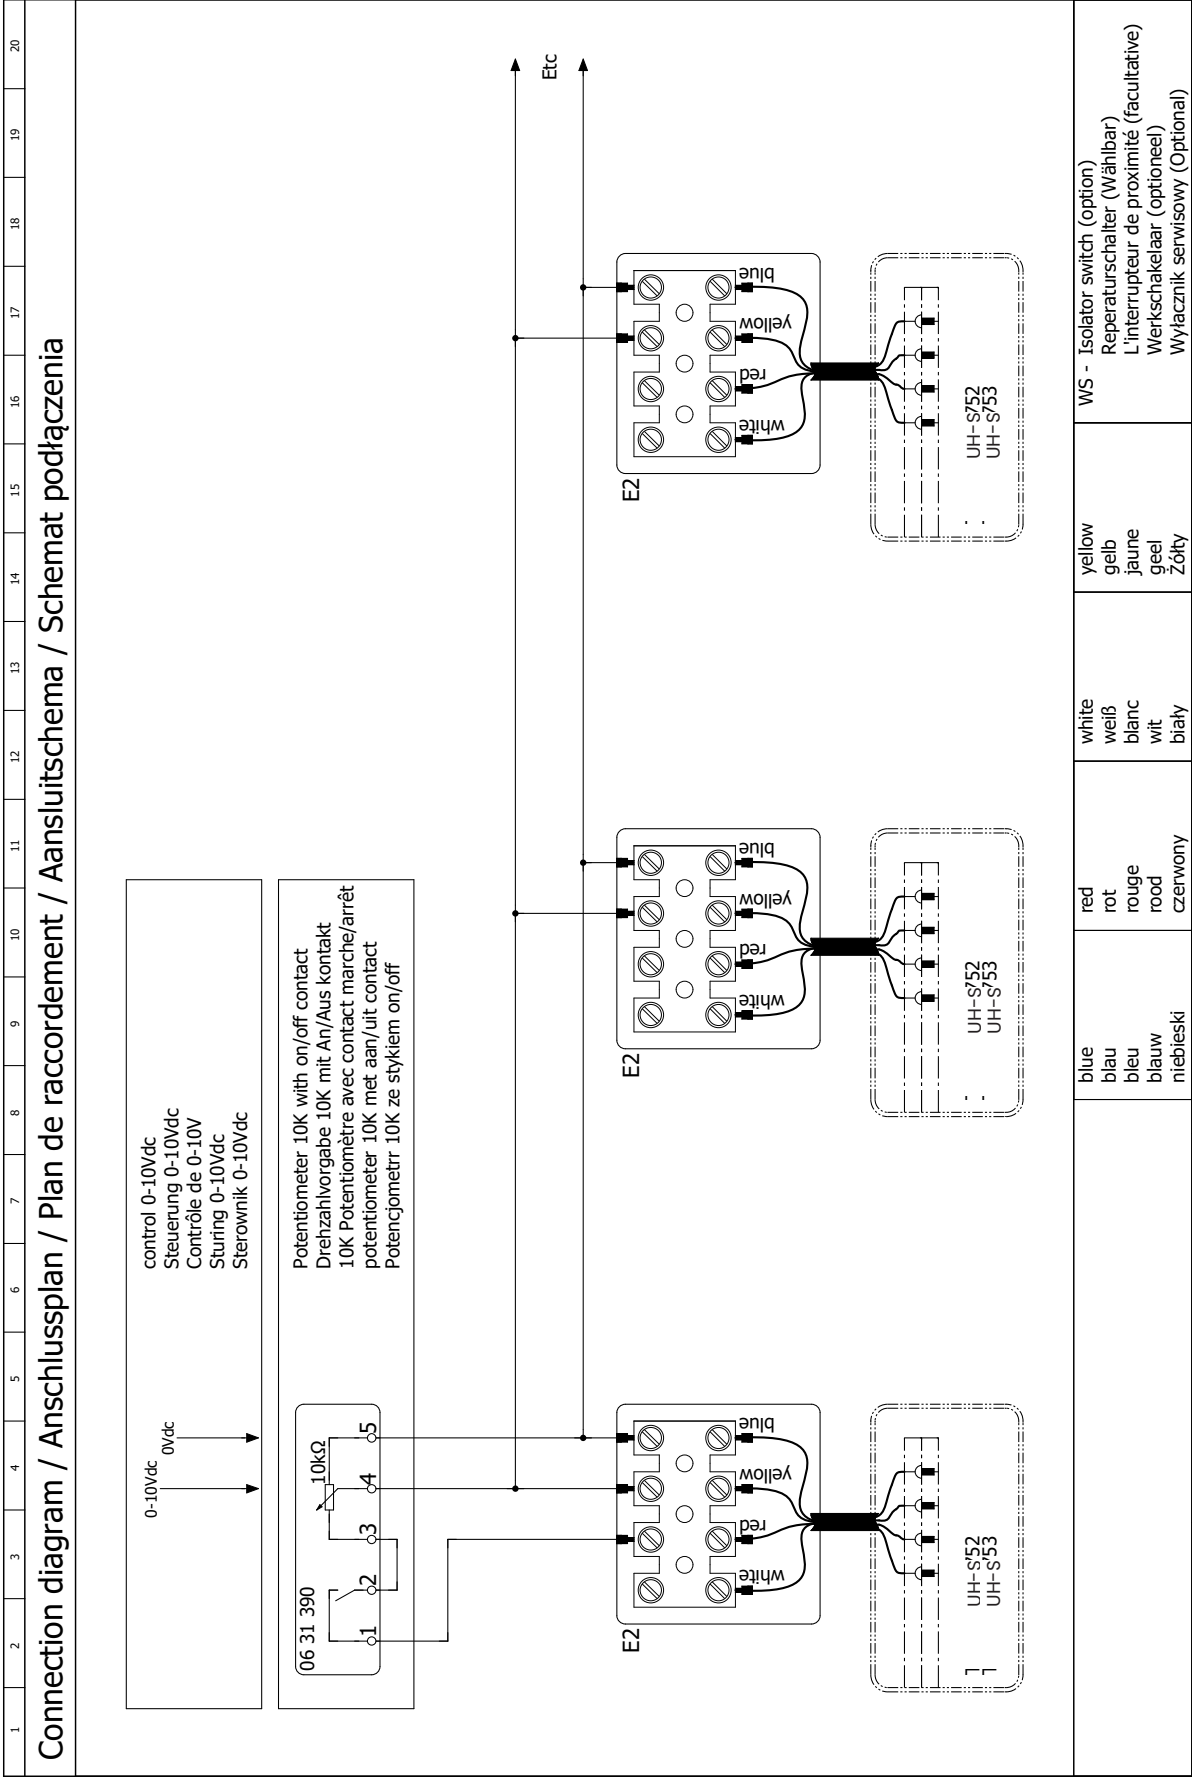 1 2 3 4 5 6 7 8 9 10 11 12 13 14 15 16 17 18 19 20
Connection diagram / Anschlussplan / Plan de raccordement / Aansluitschema / Schemat podłączenia
0-10Vdc
0Vdc
control 0-10Vdc
Steuerung 0-10Vdc
Contrôle de 0-10V
Sturing 0-10Vdc
Sterownik 0-10Vdc
06 31 390
10kΩ
1 2 3 4 5
Potentiometer 10K with on/off contact
Drehzahlvorgabe 10K mit An/Aus kontakt
10K Potentiomètre avec contact marche/arrêt
potentiometer 10K met aan/uit contact
Potencjometrr 10K ze stykiem on/off
Etc
E2
white red yellow blue
UH-S'52
UH-S'53
E2
white red yellow blue
UH-S752
UH-S753
E2
white red yellow blue
UH-S752
UH-S753
blue
blau
bleu
blauw
niebieski
red
rot
rouge
rood
czerwony
white
weiß
blanc
wit
biały
yellow
gelb
jaune
geel
Żółty
WS - Isolator switch (option)
Reperaturschalter (Wählbar)
L'interrupteur de proximité (facultative)
Werkschakelaar (optioneel)
Wyłacznik serwisowy (Optional)